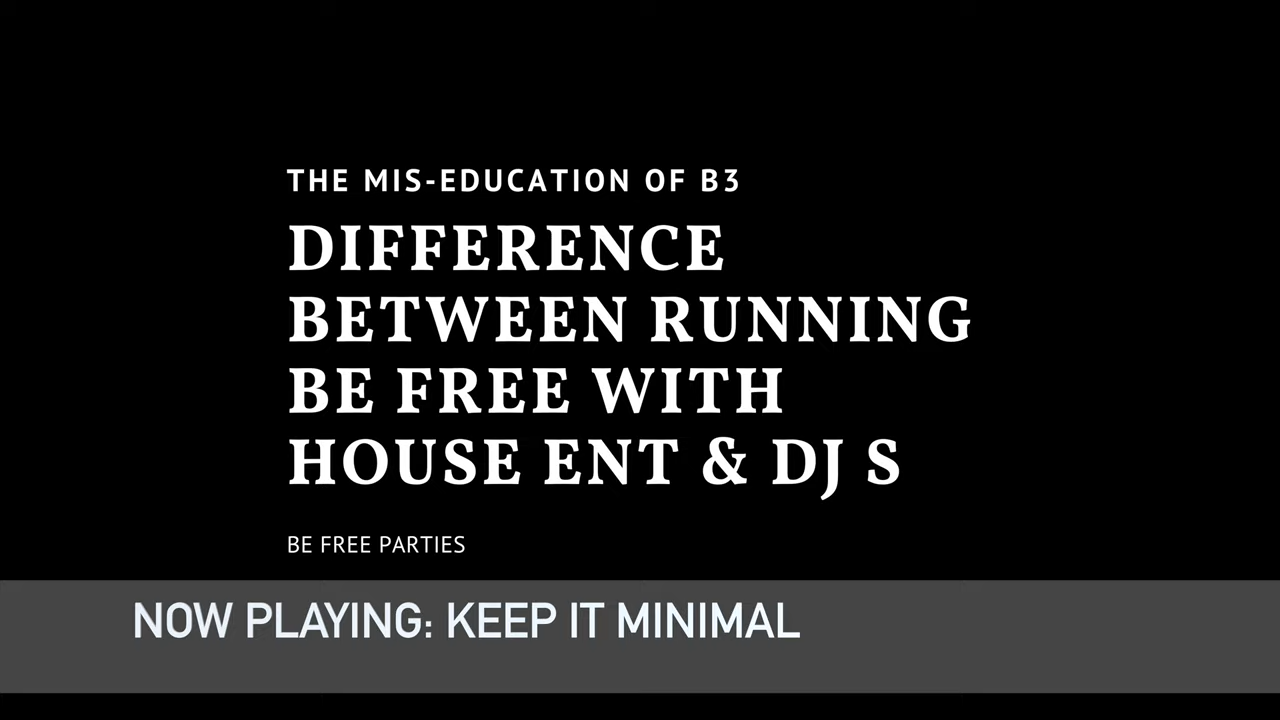 THE MIS-EDUCATION OF B3
DIFFERENCE
BETWEEN RUNNING
BE FREE WITH
HOUSE ENT & DJ S
BE FREE PARTIES
NOW PLAYING: KEEP IT MINIMAL